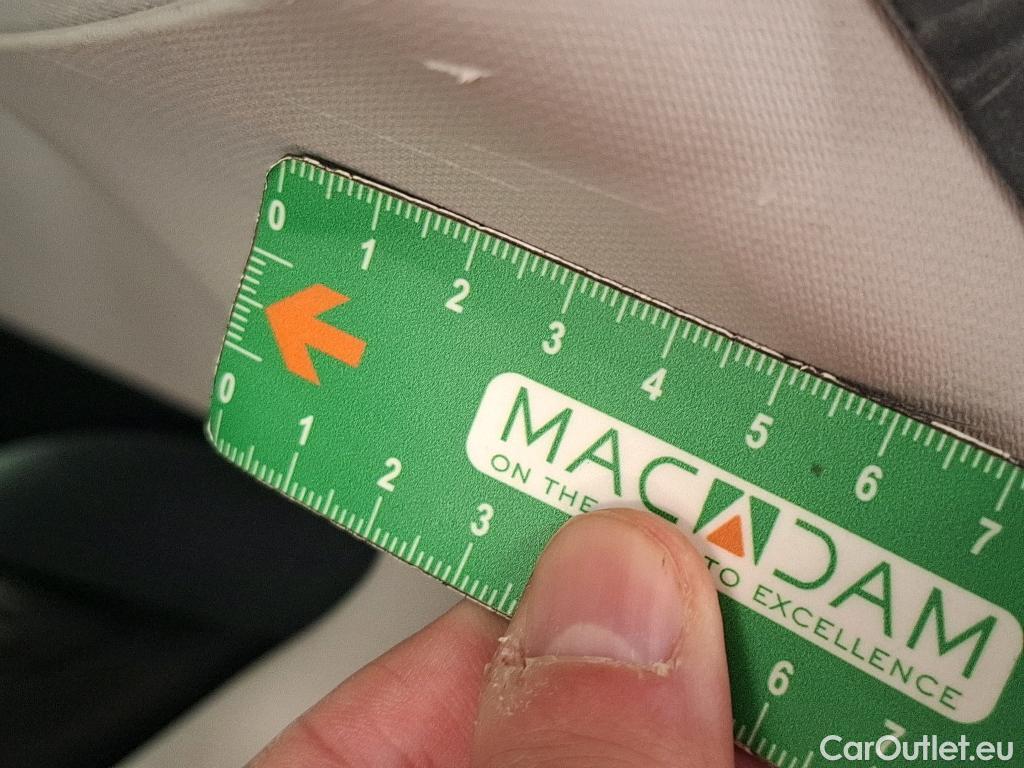 0 1 2 3 4 5 6 7
MACADAM
ON THE TO EXCELLENCE
0 1 2 3 6 7
CarOutlet.eu